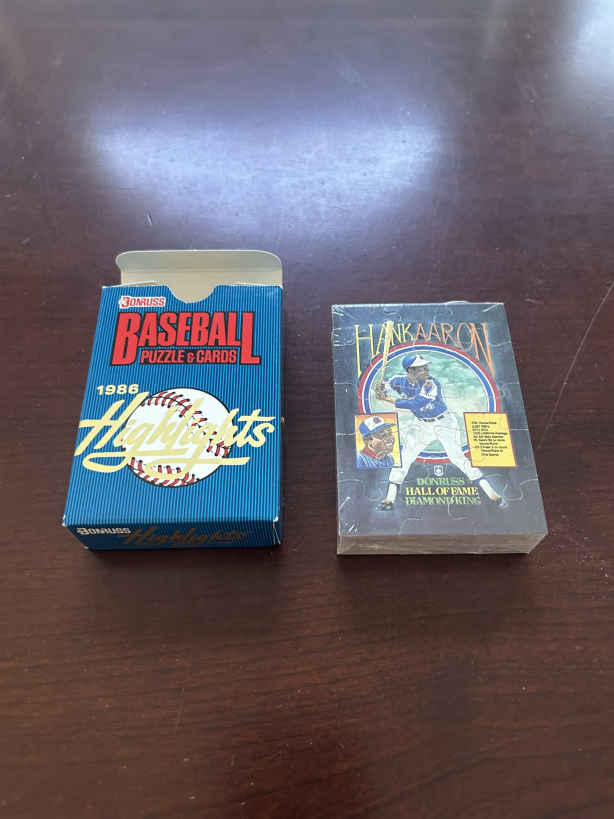 DONRUSS
BASEBALL
PUZZLE & CARDS
1986
Highlights
DONRUSS Highlights
HANK AARON
DONRUSS
HALL OF FAME
DIAMOND KING